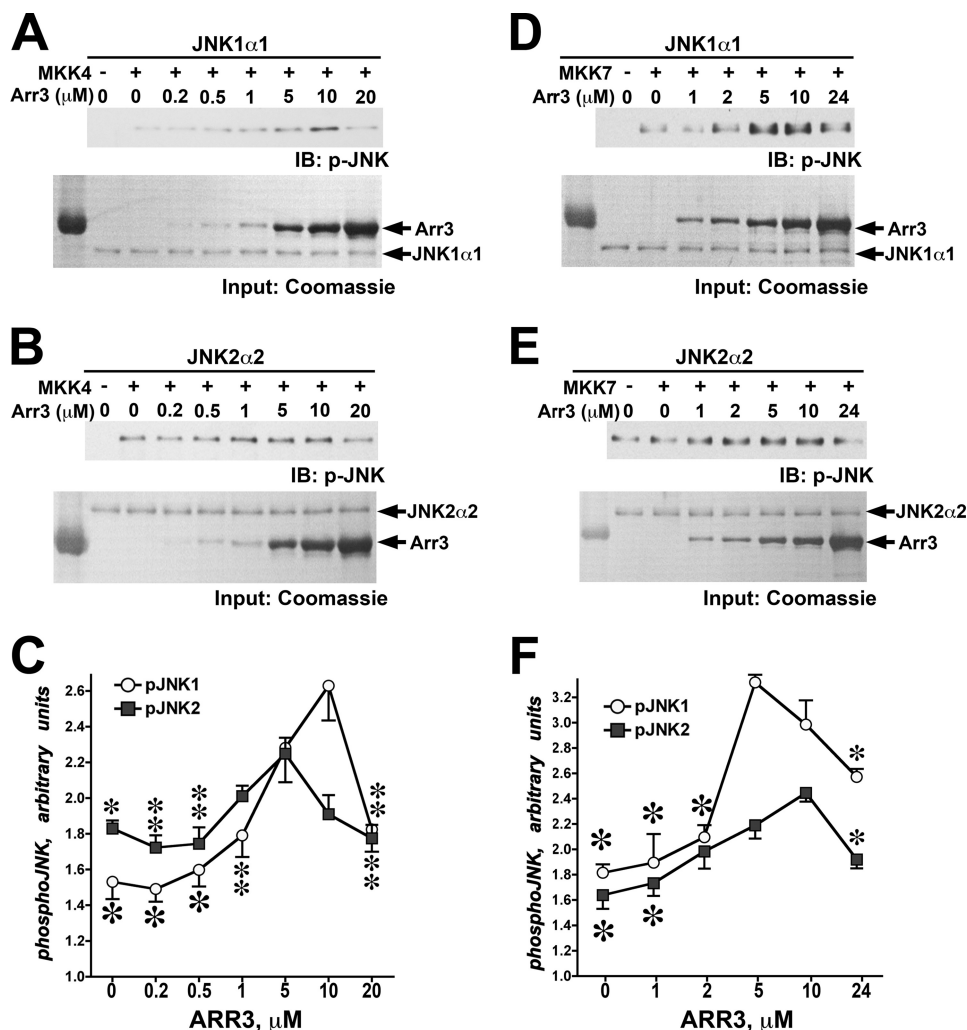 A
JNK1α1
MKK4 - + + + + + + +
Arr3 (μM) 0 0 0.2 0.5 1 5 10 20
IB: p-JNK
Arr3
JNK1α1
Input: Coomassie
B
JNK2α2
MKK4 - + + + + + + +
Arr3 (μM) 0 0 0.2 0.5 1 5 10 20
IB: p-JNK
JNK2α2
Arr3
Input: Coomassie
C
pJNK1
pJNK2
phosphoJNK, arbitrary units
2.6
2.4
2.2
2.0
1.8
1.6
1.4
1.2
1.0
* ** ** **
* * * ** **
0 0.2 0.5 1 5 10 20
ARR3, μM
D
JNK1α1
MKK7 - + + + + + +
Arr3 (μM) 0 0 1 2 5 10 24
IB: p-JNK
Arr3
JNK1α1
Input: Coomassie
E
JNK2α2
MKK7 - + + + + + +
Arr3 (μM) 0 0 1 2 5 10 24
IB: p-JNK
JNK2α2
Arr3
Input: Coomassie
F
pJNK1
pJNK2
phosphoJNK, arbitrary units
3.2
3.0
2.8
2.6
2.4
2.2
2.0
1.8
1.6
1.4
1.2
1.0
* * * *
* * *
0 1 2 5 10 24
ARR3, μM